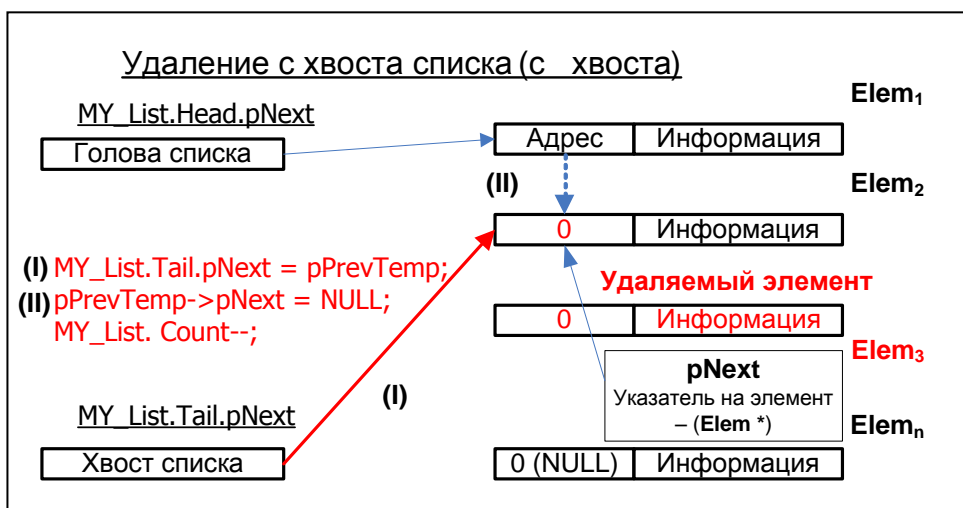 Удаление с хвоста списка (с хвоста)
Elem1
MY_List.Head.pNext
Голова списка
Адрес Информация
(II)
Elem2
0 Информация
(I) MY_List.Tail.pNext = pPrevTemp;
(II) pPrevTemp->pNext = NULL;
MY_List. Count--;
Удаляемый элемент
0 Информация
Elem3
pNext
Указатель на элемент
– (Elem *)
(I)
MY_List.Tail.pNext
Elemn
Хвост списка
0 (NULL) Информация